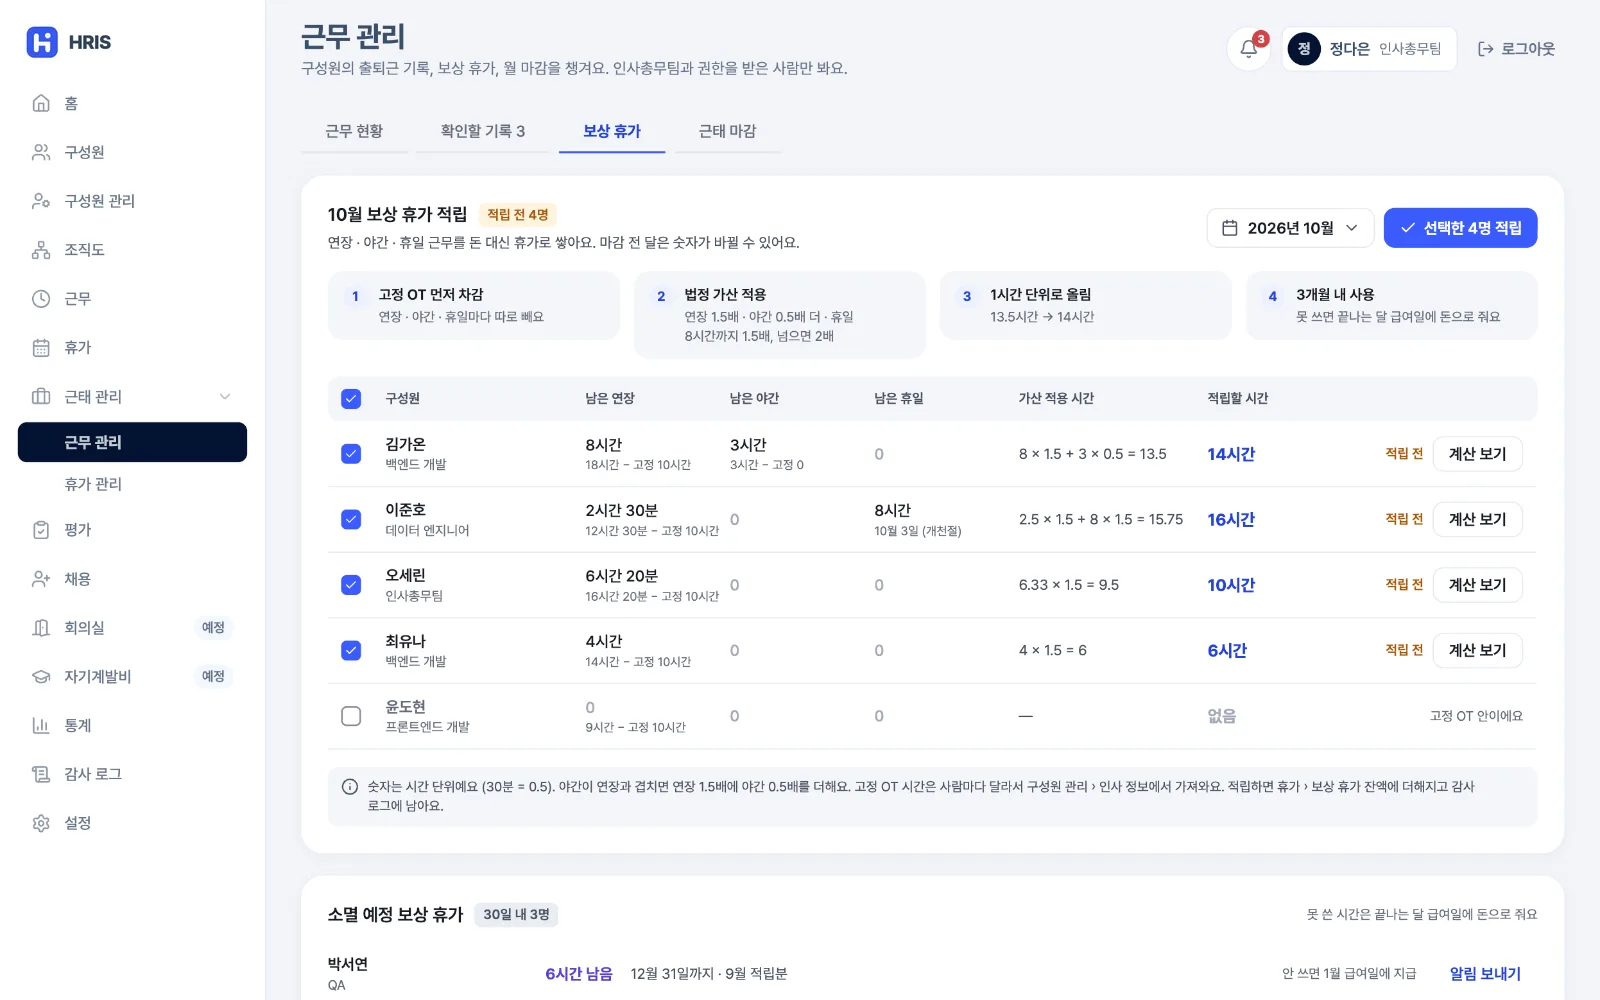 HRIS
홈
구성원
구성원 관리
조직도
근무
휴가
근태 관리
근무 관리
휴가 관리
평가
채용
회의실 예정
자기계발비 예정
통계
감사 로그
설정
근무 관리
구성원의 출퇴근 기록, 보상 휴가, 월 마감을 챙겨요. 인사총무팀과 권한을 받은 사람만 봐요.
3
정 정다은 인사총무팀
로그아웃
근무 현황 확인할 기록 3 보상 휴가 근태 마감
10월 보상 휴가 적립 적립 전 4명
연장 · 야간 · 휴일 근무를 돈 대신 휴가로 쌓아요. 마감 전 달은 숫자가 바뀔 수 있어요.
2026년 10월
선택한 4명 적립
1 고정 OT 먼저 차감
연장 · 야간 · 휴일마다 따로 빼요
2 법정 가산 적용
연장 1.5배 · 야간 0.5배 더 · 휴일
8시간까지 1.5배, 넘으면 2배
3 1시간 단위로 올림
13.5시간 → 14시간
4 3개월 내 사용
못 쓰면 끝나는 달 급여일에 돈으로 줘요
구성원 남은 연장 남은 야간 남은 휴일 가산 적용 시간 적립할 시간
김가온 8시간 3시간 0 8 × 1.5 + 3 × 0.5 = 13.5 14시간 적립 전 계산 보기
백엔드 개발 18시간 − 고정 10시간 3시간 − 고정 0
이준호 2시간 30분 0 8시간 2.5 × 1.5 + 8 × 1.5 = 15.75 16시간 적립 전 계산 보기
데이터 엔지니어 12시간 30분 − 고정 10시간 10월 3일 (개천절)
오세린 6시간 20분 0 0 6.33 × 1.5 = 9.5 10시간 적립 전 계산 보기
인사총무팀 16시간 20분 − 고정 10시간
최유나 4시간 0 0 4 × 1.5 = 6 6시간 적립 전 계산 보기
백엔드 개발 14시간 − 고정 10시간
윤도현 0 0 0 — 없음 고정 OT 안이에요
프론트엔드 개발 9시간 − 고정 10시간
숫자는 시간 단위예요 (30분 = 0.5). 야간이 연장과 겹치면 연장 1.5배에 야간 0.5배를 더해요. 고정 OT 시간은 사람마다 달라서 구성원 관리 › 인사 정보에서 가져와요. 적립하면 휴가 › 보상 휴가 잔액에 더해지고 감사
로그에 남아요.
소멸 예정 보상 휴가 30일 내 3명
못 쓴 시간은 끝나는 달 급여일에 돈으로 줘요
박서연 6시간 남음 12월 31일까지 · 9월 적립분 안 쓰면 1월 급여일에 지급 알림 보내기
QA